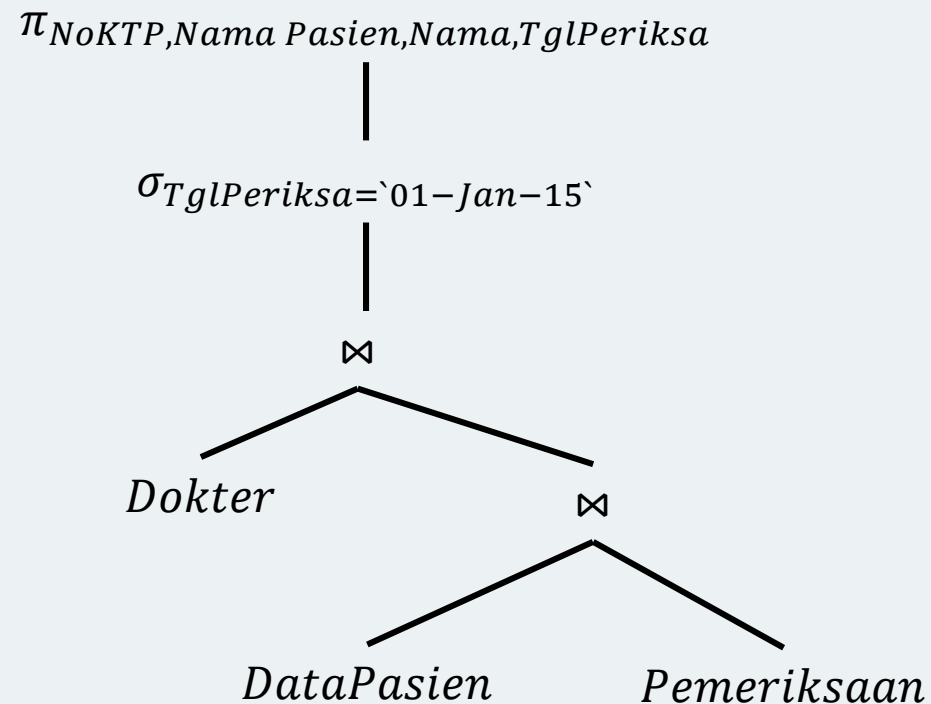 π NoKTP,Nama Pasien,Nama,TglPeriksa
σ TglPeriksa=`01−Jan−15`
⋈
Dokter
⋈
DataPasien Pemeriksaan